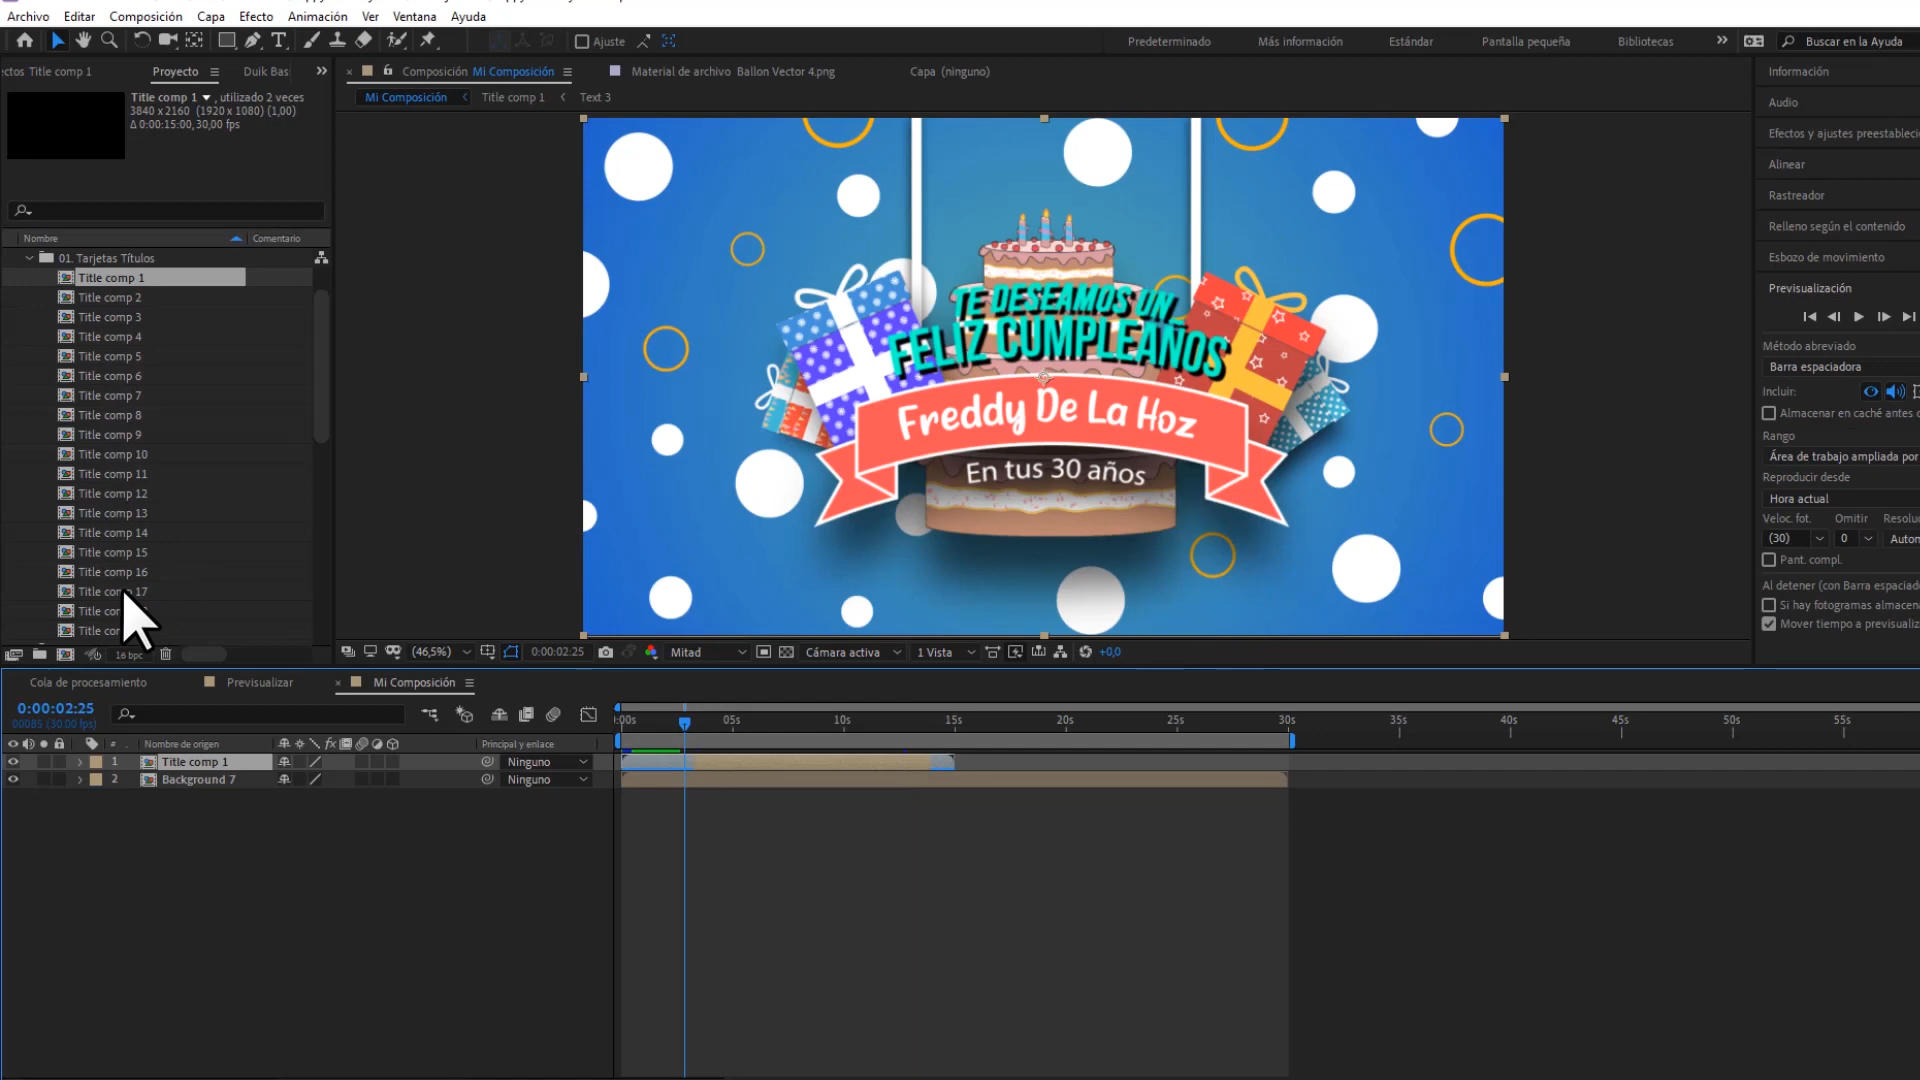 Archivo Editar Composición Capa Efecto Animación Ver Ventana Ayuda
Ajuste
Predeterminado Más información Estándar Pantalla pequeña Bibliotecas
Buscar en la Ayuda
Title comp 1 Proyecto Duik Bas
Title comp 1 , utilizado 2 veces
3840 x 2160 (1920 x 1080) (1,00)
Δ 0:00:15:00, 30,00 fps
Nombre Comentario
01. Tarjetas Títulos
Title comp 1
Title comp 2
Title comp 3
Title comp 4
Title comp 5
Title comp 6
Title comp 7
Title comp 8
Title comp 9
Title comp 10
Title comp 11
Title comp 12
Title comp 13
Title comp 14
Title comp 15
Title comp 16
Title comp 17
Title
Title
16 bpc
Composición Mi Composición
Material de archivo Ballon Vector 4.png
Capa (ninguno)
Mi Composición Title comp 1 Text 3
TE DESEAMOS UN
FELIZ CUMPLEAÑOS
Freddy De La Hoz
En tus 30 años
(46,5%) 0:00:02:25 Mitad Cámara activa 1 Vista +0,0
Información
Audio
Efectos y ajustes preestableci
Alinear
Rastreador
Relleno según el contenido
Esbozo de movimiento
Previsualización
Método abreviado
Barra espaciadora
Incluir:
Almacenar en caché antes
Rango
Área de trabajo ampliada por
Reproducir desde
Hora actual
Veloc. fot. Omitir Resoluc
(30) 0 Auton
Pant. compl.
Al detener (con Barra espaciado
Si hay fotogramas almacena
Mover tiempo a previsualiz
Cola de procesamiento Previsualizar Mi Composición
0:00:02:25
00085 (30.00 fps)
# Nombre de origen fx Principal y enlace
1 Title comp 1 Ninguno
2 Background 7 Ninguno
:00s 05s 10s 15s 20s 25s 30s 35s 40s 45s 50s 55s